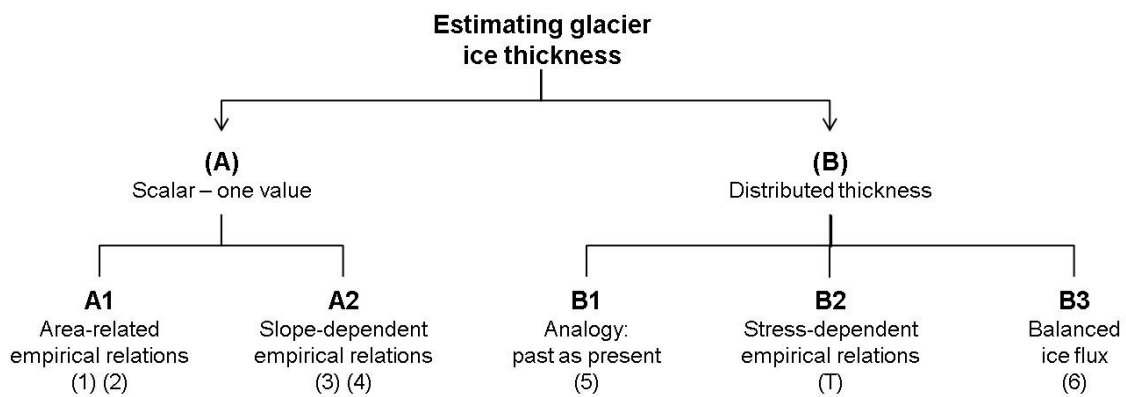 Estimating glacier
ice thickness
(A)
Scalar – one value
(B)
Distributed thickness
A1
Area-related
empirical relations
(1) (2)
A2
Slope-dependent
empirical relations
(3) (4)
B1
Analogy:
past as present
(5)
B2
Stress-dependent
empirical relations
(T)
B3
Balanced
ice flux
(6)